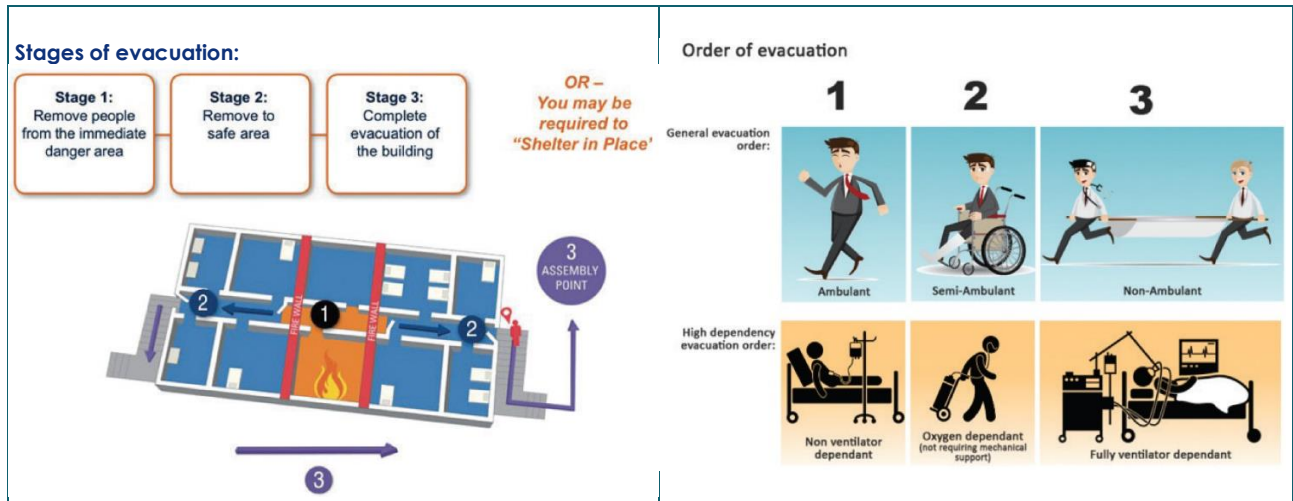 Stages of evacuation:
Stage 1:
Remove people
from the immediate
danger area
Stage 2:
Remove to
safe area
Stage 3:
Complete
evacuation of
the building
OR –
You may be
required to
“Shelter in Place’
FIRE WALL
FIRE WALL
1
2
2
3
ASSEMBLY
POINT
3
Order of evacuation
1
2
3
General evacuation
order:
Ambulant
Semi-Ambulant
Non-Ambulant
High dependency
evacuation order:
Non ventilator
dependant
Oxygen dependant
(not requiring mechanical
support)
Fully ventilator dependant